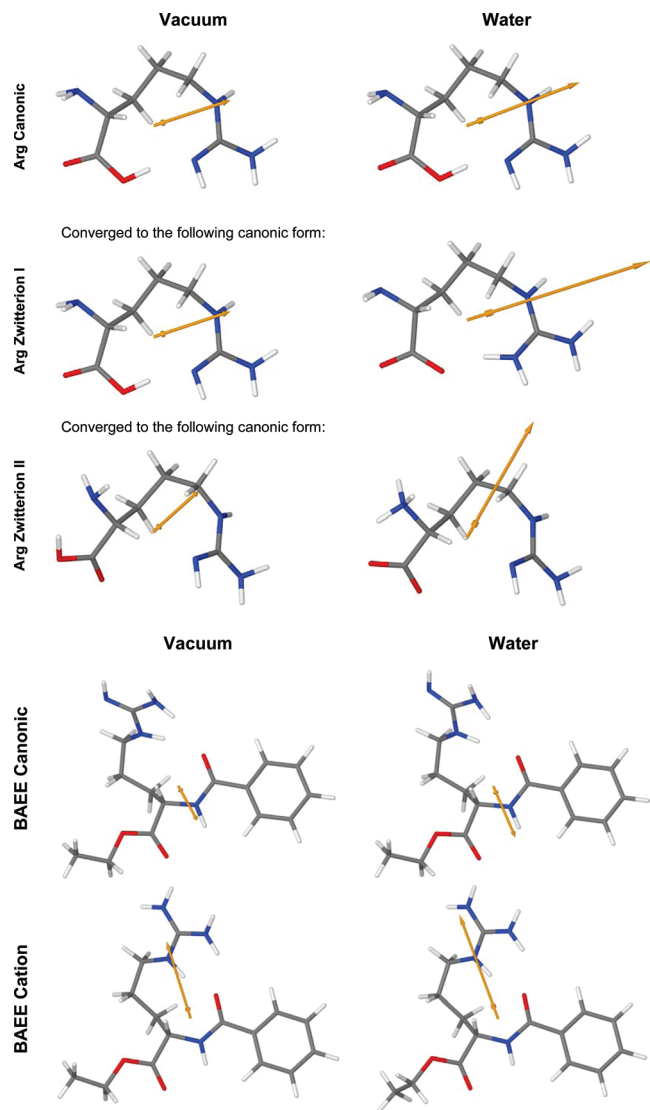 Vacuum
Water
Arg Canonic
Converged to the following canonic form:
Arg Zwitterion I
Converged to the following canonic form:
Arg Zwitterion II
Vacuum
Water
BAEE Canonic
BAEE Cation